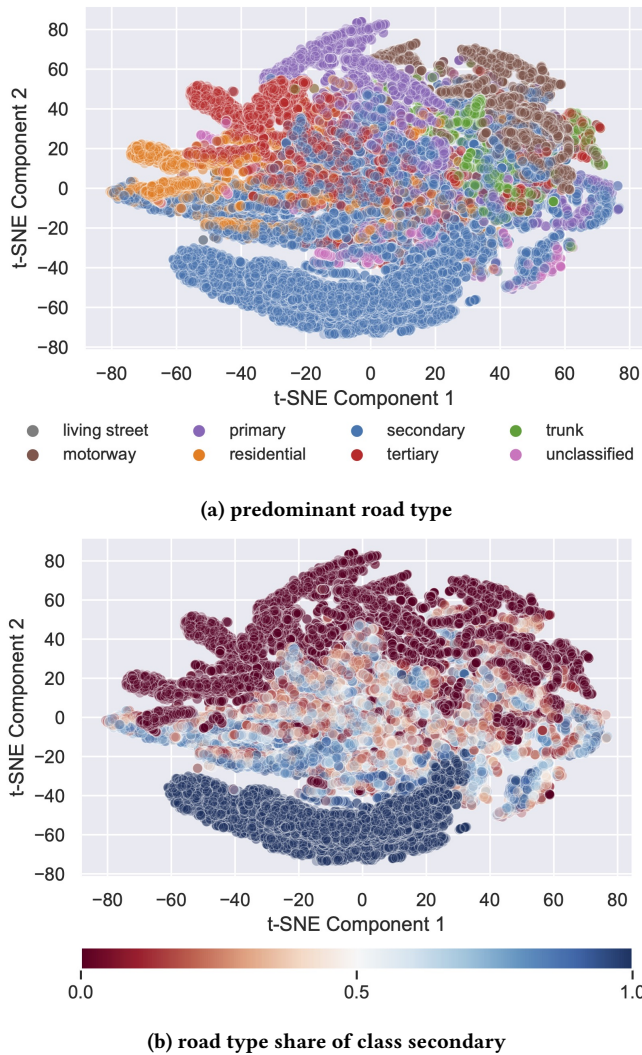 80
60
40
20
0
−20
−40
−60
−80
t-SNE Component 2
−80 −60 −40 −20 0 20 40 60 80
t-SNE Component 1
living street primary secondary trunk
motorway residential tertiary unclassified
(a) predominant road type
80
60
40
20
0
−20
−40
−60
−80
t-SNE Component 2
−80 −60 −40 −20 0 20 40 60 80
t-SNE Component 1
0.0 0.5 1.0
(b) road type share of class secondary